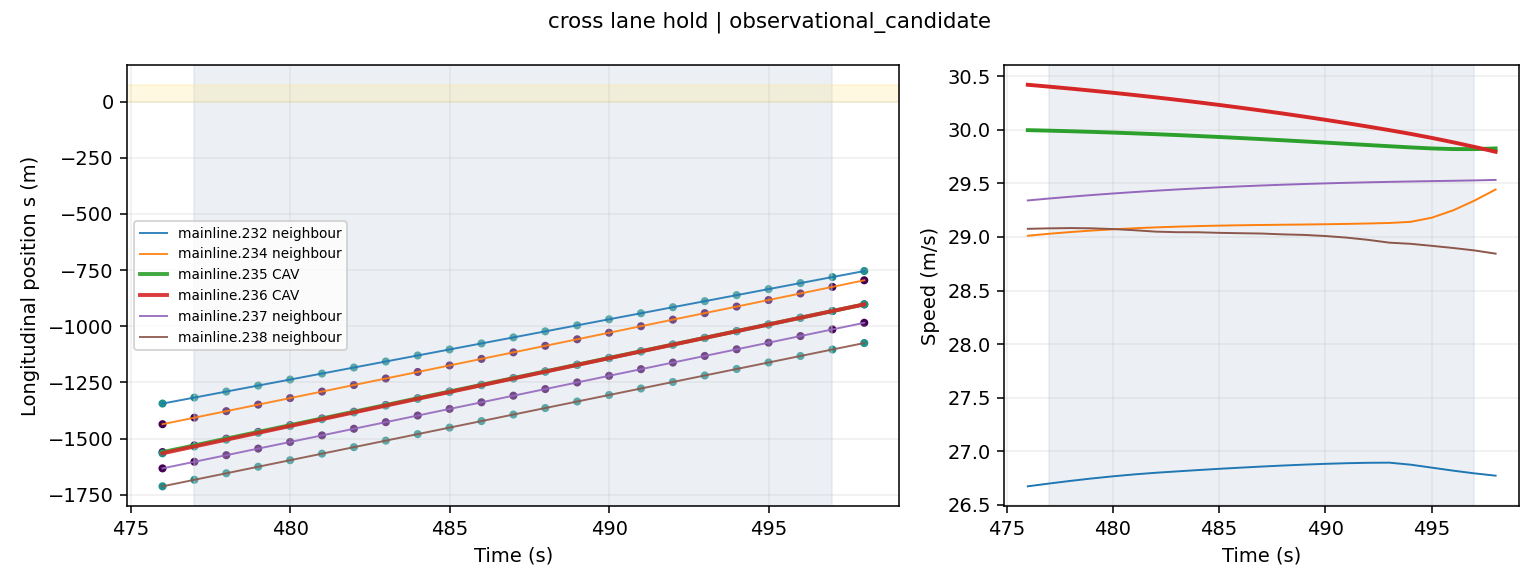 cross lane hold | observational_candidate
Longitudinal position s (m)
0
−250
−500
−750
−1000
−1250
−1500
−1750
mainline.232 neighbour
mainline.234 neighbour
mainline.235 CAV
mainline.236 CAV
mainline.237 neighbour
mainline.238 neighbour
475 480 485 490 495
Time (s)
Speed (m/s)
30.5
30.0
29.5
29.0
28.5
28.0
27.5
27.0
26.5
475 480 485 490 495
Time (s)